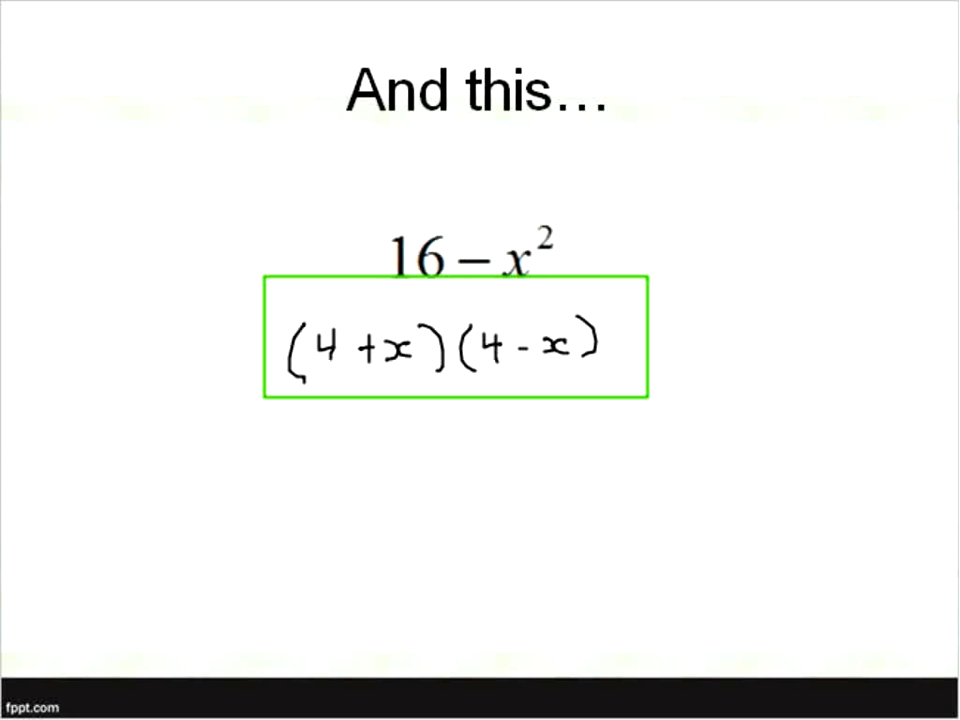 And this...
16 − x²
(4 + x)(4 - x)
fppt.com